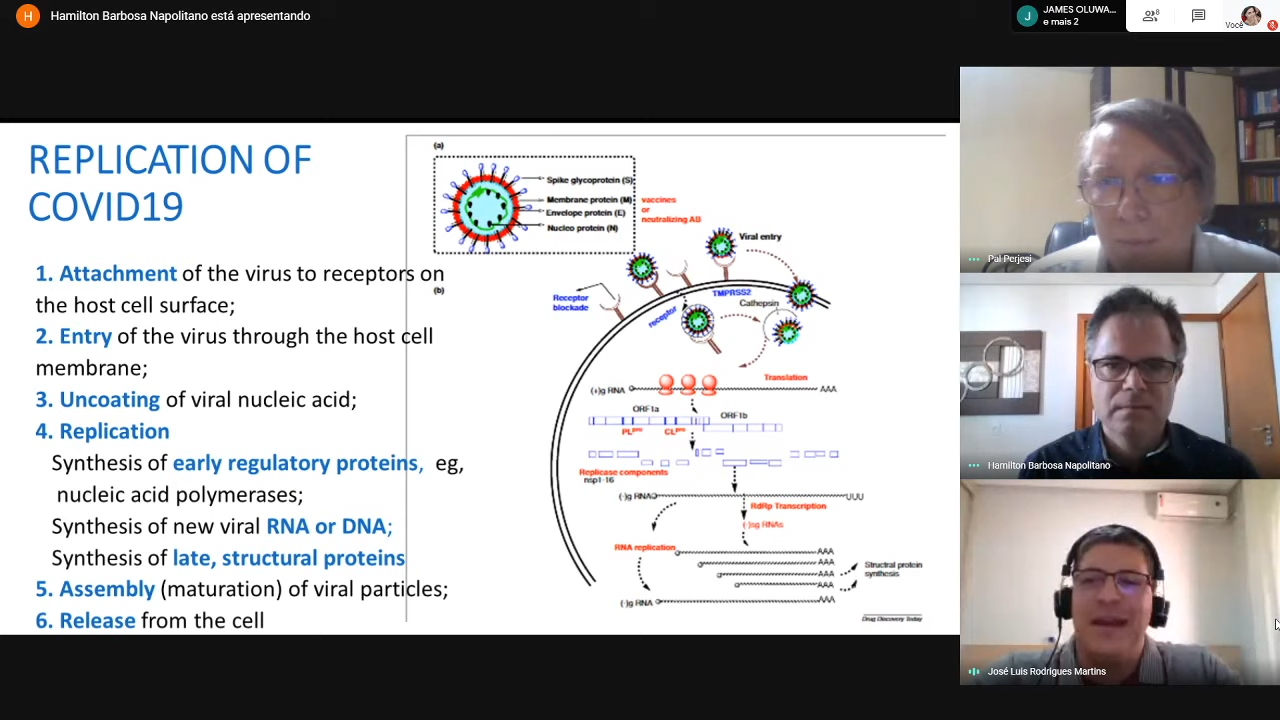 H
Hamilton Barbosa Napolitano está apresentando
J
JAMES OLUWA...
e mais 2
8
Você
REPLICATION OF
COVID19
1. Attachment of the virus to receptors on
the host cell surface;
2. Entry of the virus through the host cell
membrane;
3. Uncoating of viral nucleic acid;
4. Replication
Synthesis of early regulatory proteins, eg,
nucleic acid polymerases;
Synthesis of new viral RNA or DNA;
Synthesis of late, structural proteins
5. Assembly (maturation) of viral particles;
6. Release from the cell
(a)
Spike glycoprotein (S)
Membrane protein (M)
Envelope protein (E)
Nucleo protein (N)
vaccines
or
neutralizing AB
Viral entry
(b)
Receptor
blockade
TMPRSS2
Cathepsin
receptor
Translation
(+)g RNA
AAA
ORF1a
ORF1b
PLpro
CLpro
Replicase components
nsp1-16
(-)g RNA
UUU
RdRp Transcription
(-)sg RNAs
RNA replication
AAA
AAA
AAA
AAA
Structral protein
synthesis
(-)g RNA
AAA
Drug Discovery Today
Pal Perjesi
Hamilton Barbosa Napolitano
José Luis Rodrigues Martins